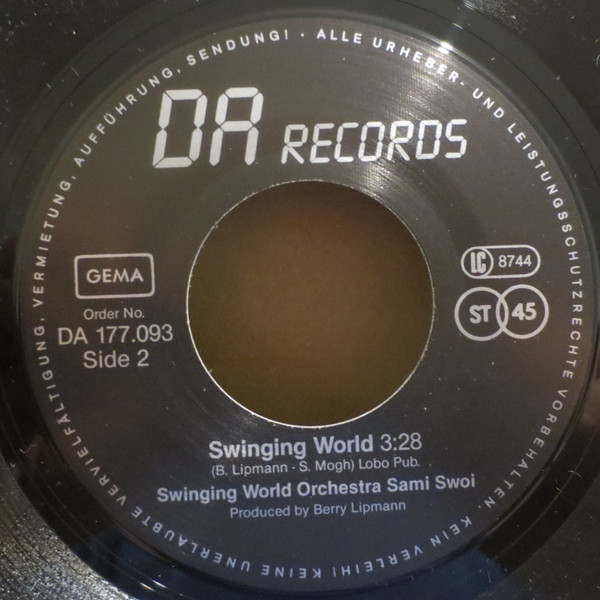 ALLE URHEBER- UND LEISTUNGSSCHUTZRECHTE VORBEHALTEN · KEIN VERLEIH! KEINE UNERLAUBTE VERVIELFÄLTIGUNG, VERMIETUNG, AUFFÜHRUNG, SENDUNG! ·
DA RECORDS
GEMA
LC 8744
Order No.
DA 177.093
Side 2
ST 45
Swinging World 3:28
(B. Lipmann - S. Mogh) Lobo Pub.
Swinging World Orchestra Sami Swoi
Produced by Berry Lipmann